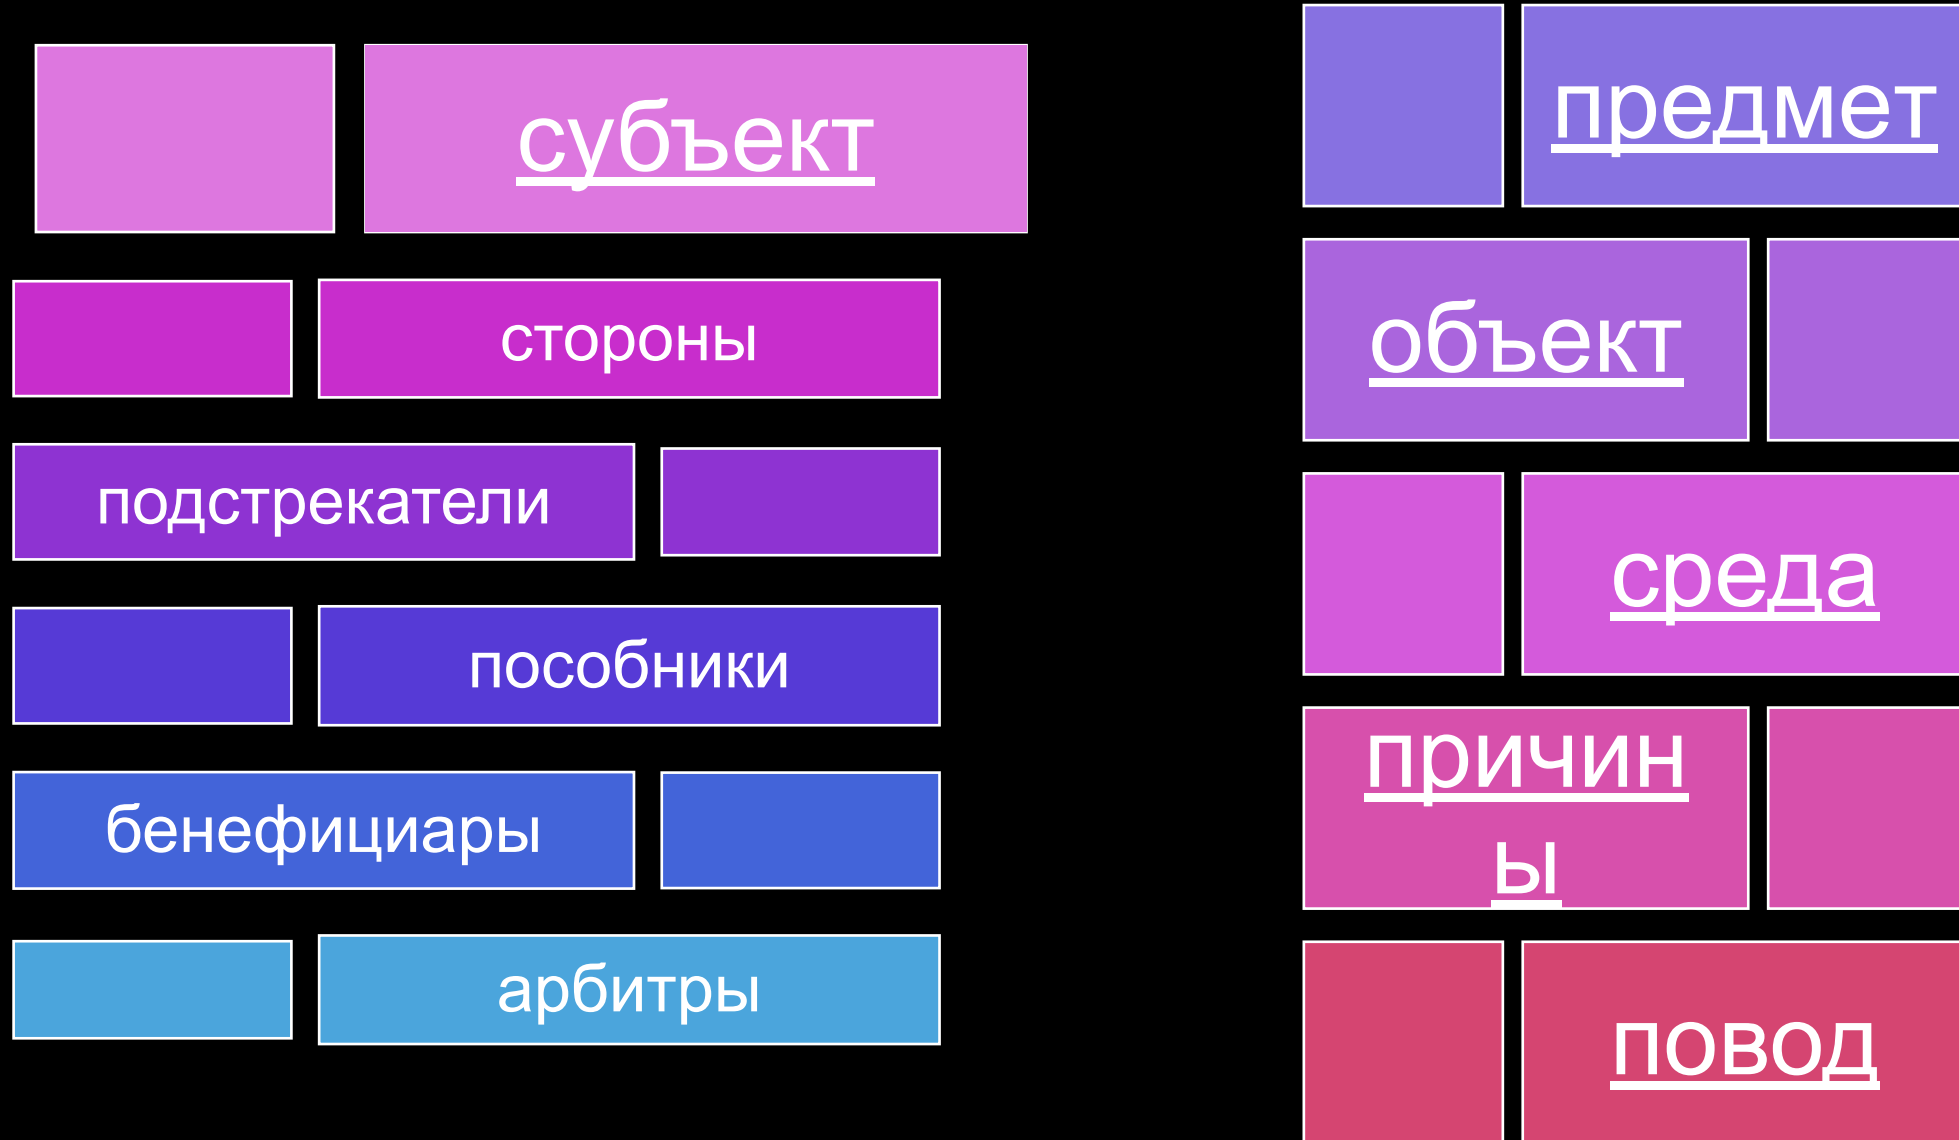 субъект
стороны
подстрекатели
пособники
бенефициары
арбитры
предмет
объект
среда
причин
ы
повод